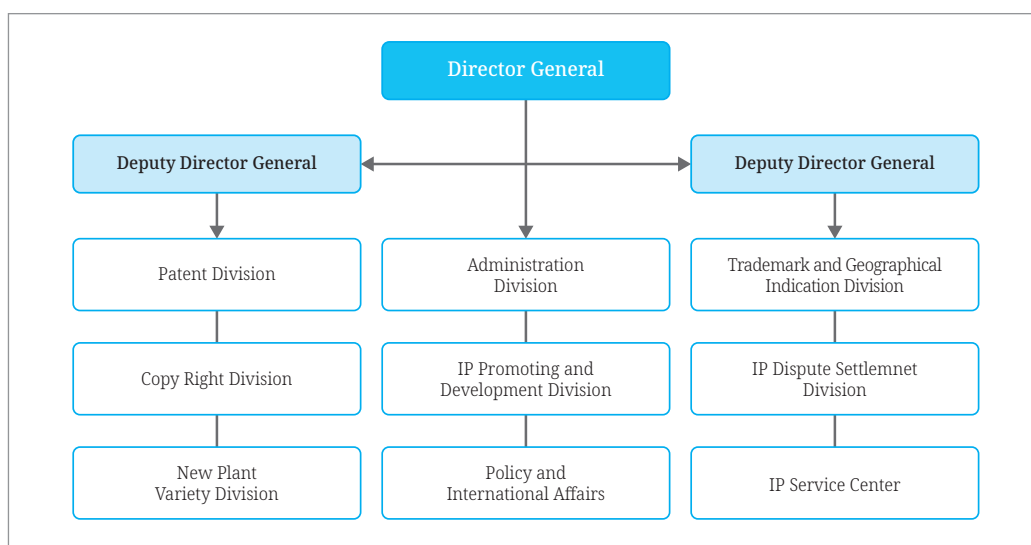 Director General
Deputy Director General
Deputy Director General
Patent Division
Administration
Division
Trademark and Geographical
Indication Division
Copy Right Division
IP Promoting and
Development Division
IP Dispute Settlemnet
Division
New Plant
Variety Division
Policy and
International Affairs
IP Service Center